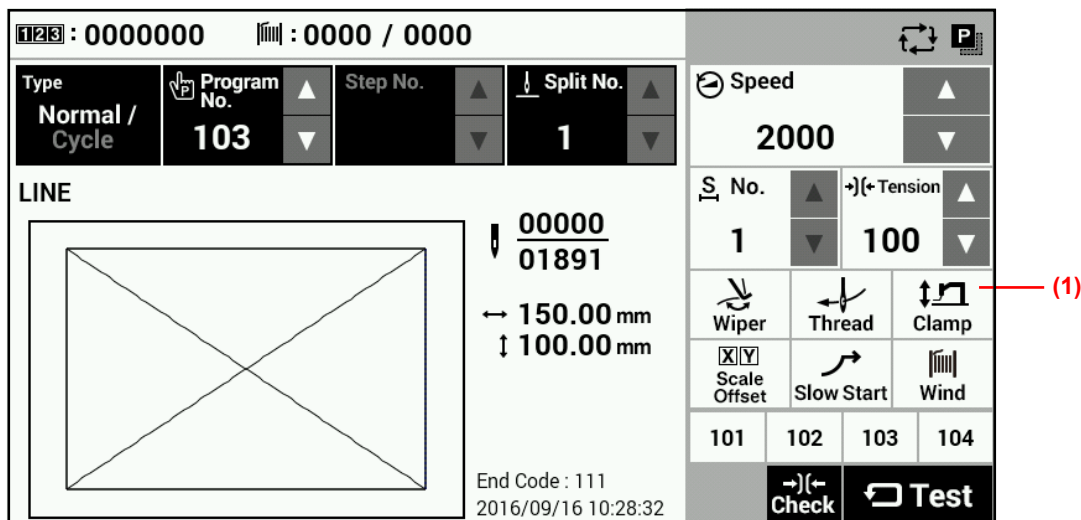 123 : 0000000 : 0000 / 0000
P
Type
Normal /
Cycle
P Program
No.
103
Step No.
Split No.
1
Speed
2000
LINE
S No.
1
Tension
100
00000
01891
150.00 mm
100.00 mm
Wiper
Thread
Clamp
(1)
X Y
Scale
Offset
Slow Start
Wind
101 102 103 104
End Code : 111
2016/09/16 10:28:32
Check
Test